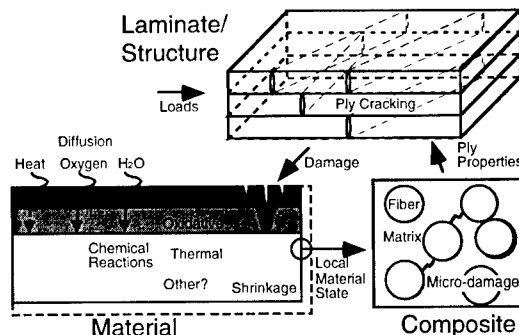 Laminate/
Structure
Loads
Ply Cracking
Diffusion
Heat
Oxygen
H2O
Damage
Ply
Properties
Fiber
Matrix
Micro-damage
Chemical
Reactions
Thermal
Other?
Shrinkage
Local
Material
State
Material
Composite